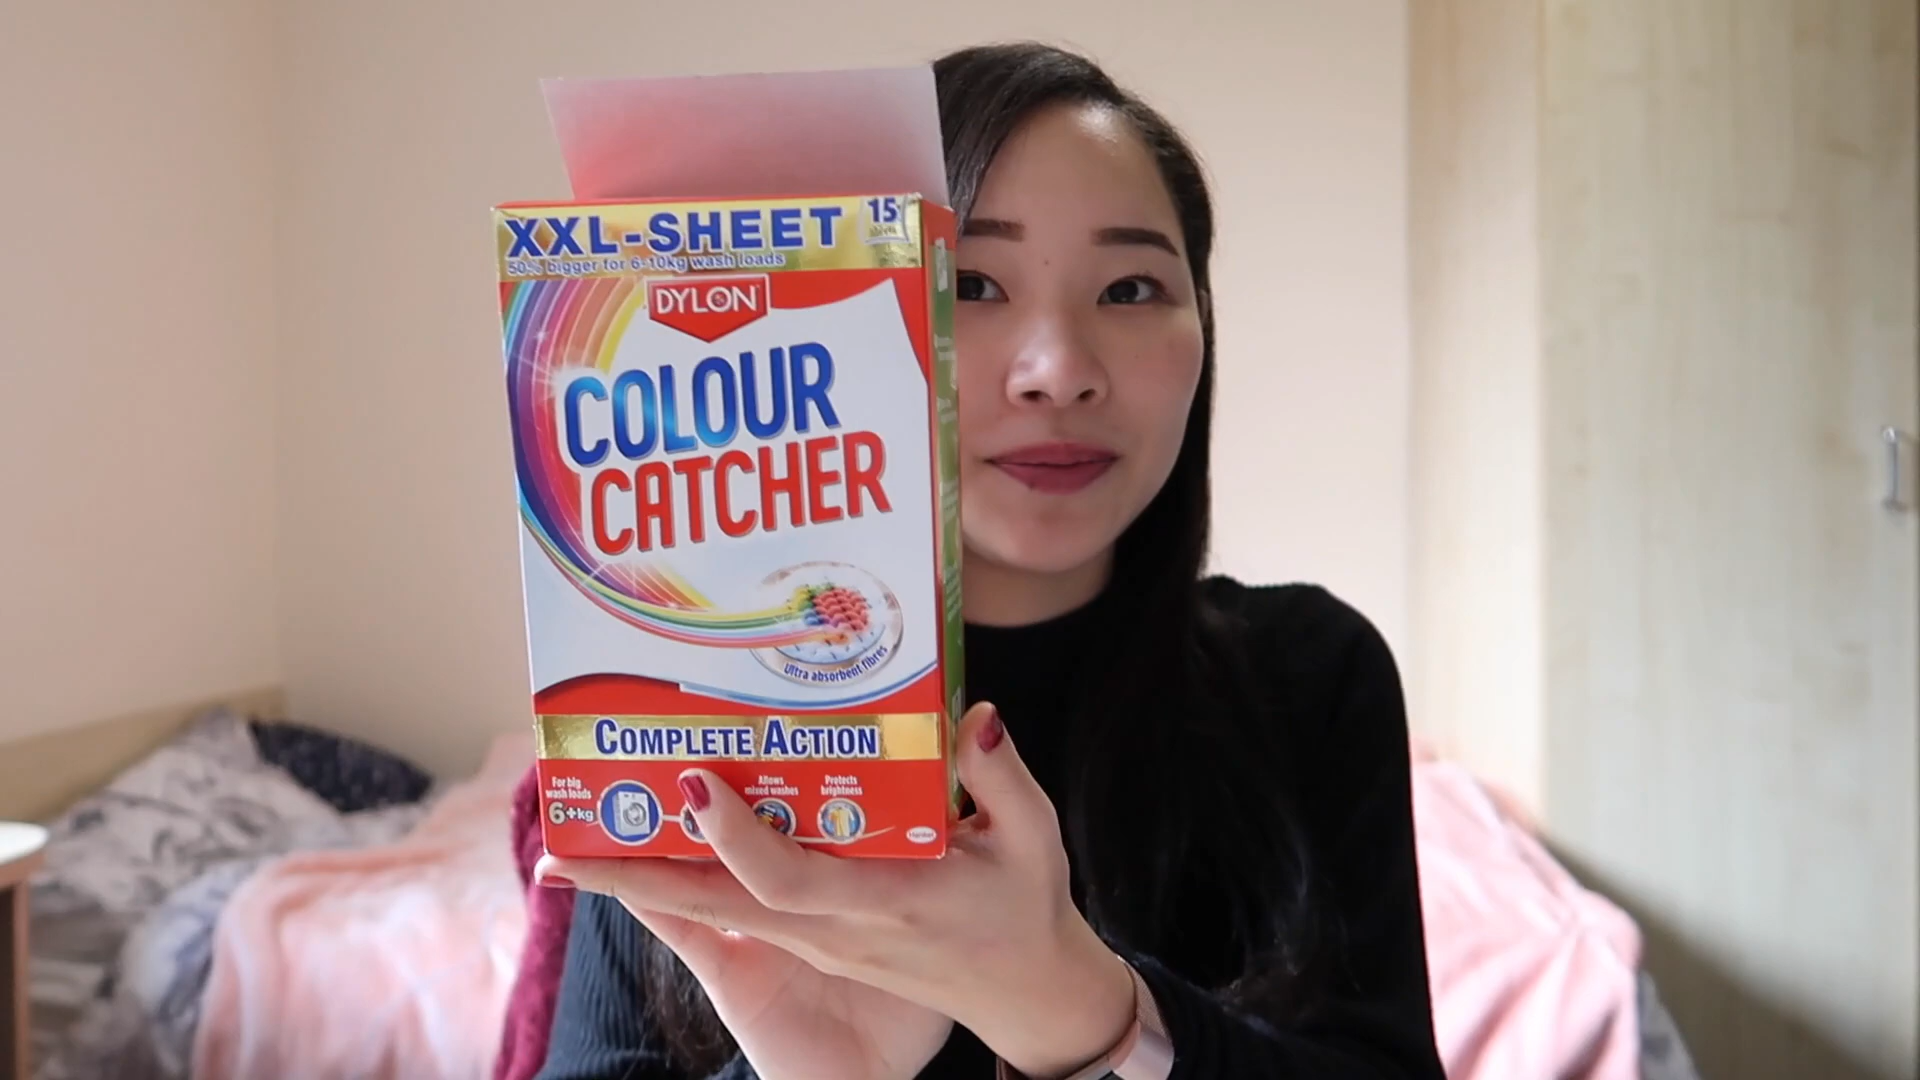 XXL-SHEET
15
50% bigger for 6-10kg wash loads
DYLON
COLOUR
CATCHER
Ultra absorbent fibres
COMPLETE ACTION
For big
wash loads
6+kg
Allows
mixed washes
Protects
brightness
Henkel